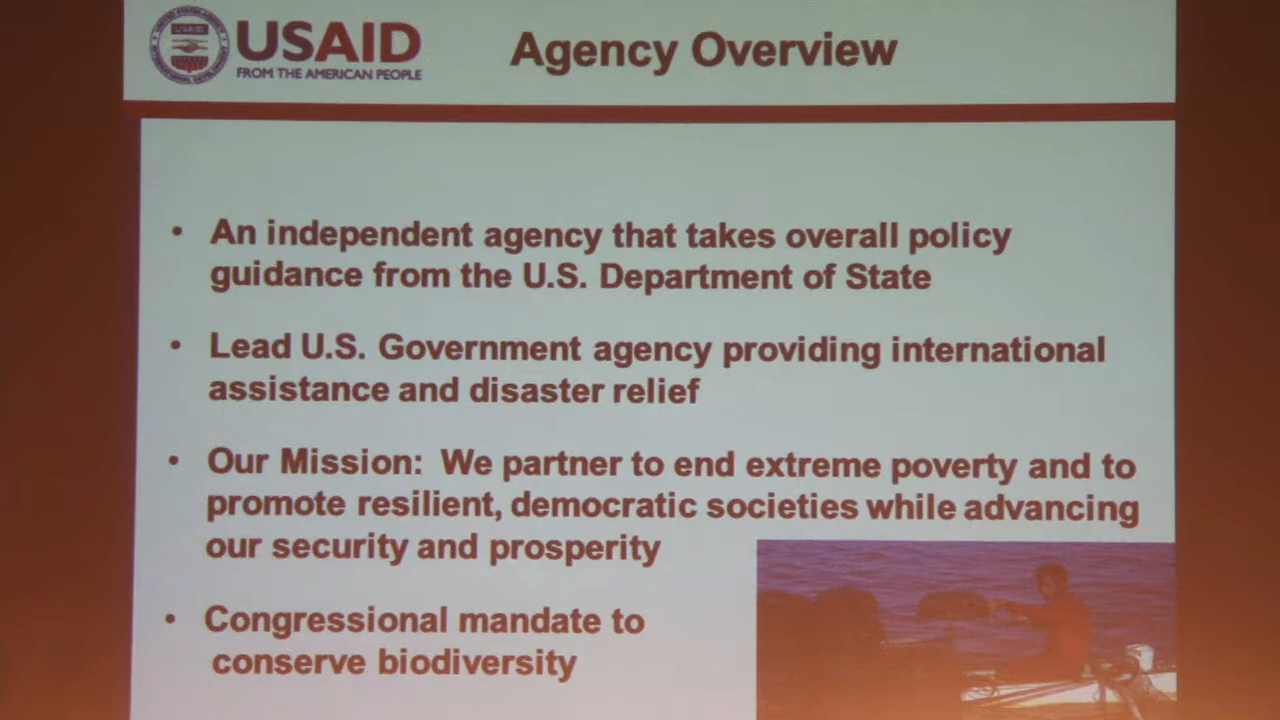 USAID
FROM THE AMERICAN PEOPLE
Agency Overview
• An independent agency that takes overall policy
guidance from the U.S. Department of State
• Lead U.S. Government agency providing international
assistance and disaster relief
• Our Mission: We partner to end extreme poverty and to
promote resilient, democratic societies while advancing
our security and prosperity
• Congressional mandate to
conserve biodiversity